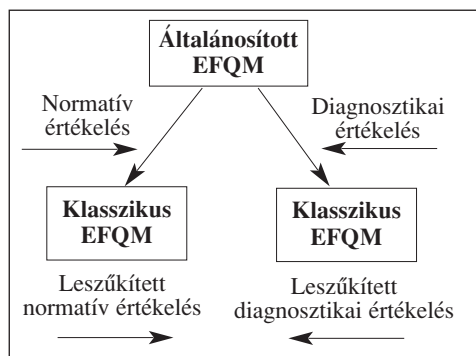 Általánosított
EFQM
Normatív
értékelés
Diagnosztikai
értékelés
Klasszikus
EFQM
Klasszikus
EFQM
Leszűkített
normatív értékelés
Leszűkített
diagnosztikai értékelés